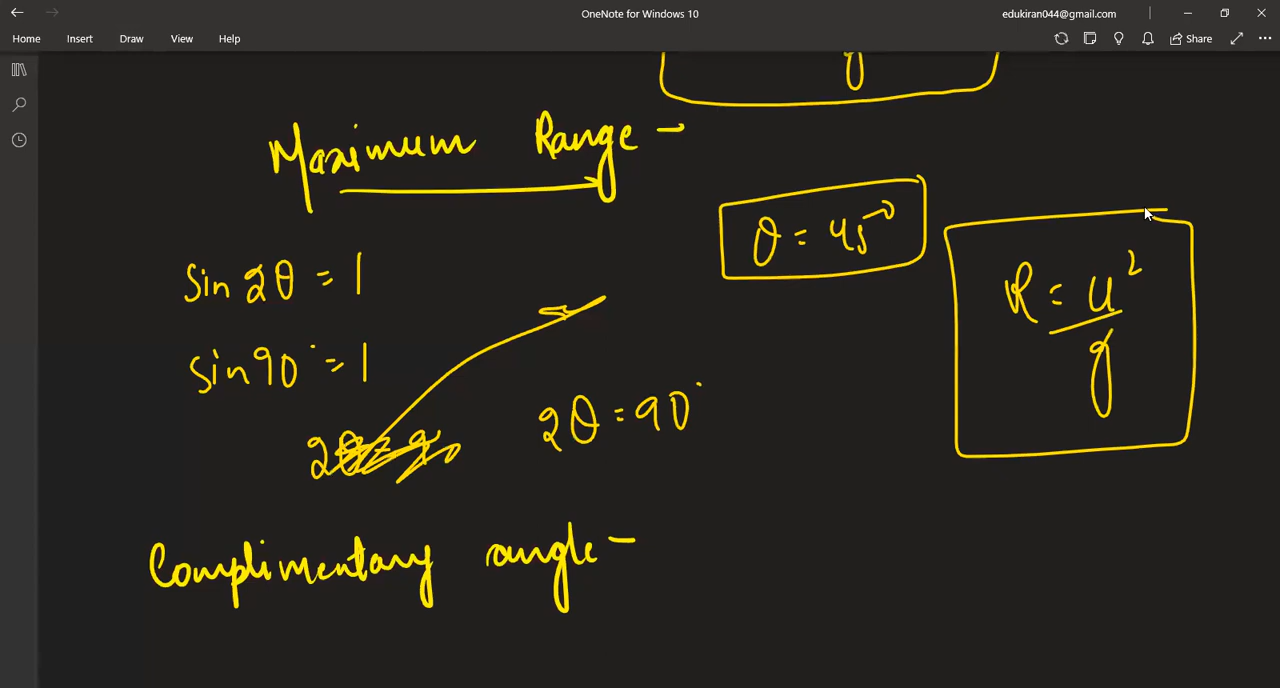 OneNote for Windows 10
edukiran044@gmail.com
Home Insert Draw View Help
Share
g
Maximum Range -
θ = 45°
sin 2θ = 1
R = u²
g
sin 90° = 1
2θ = 90°
2θ
Complimentary angle -